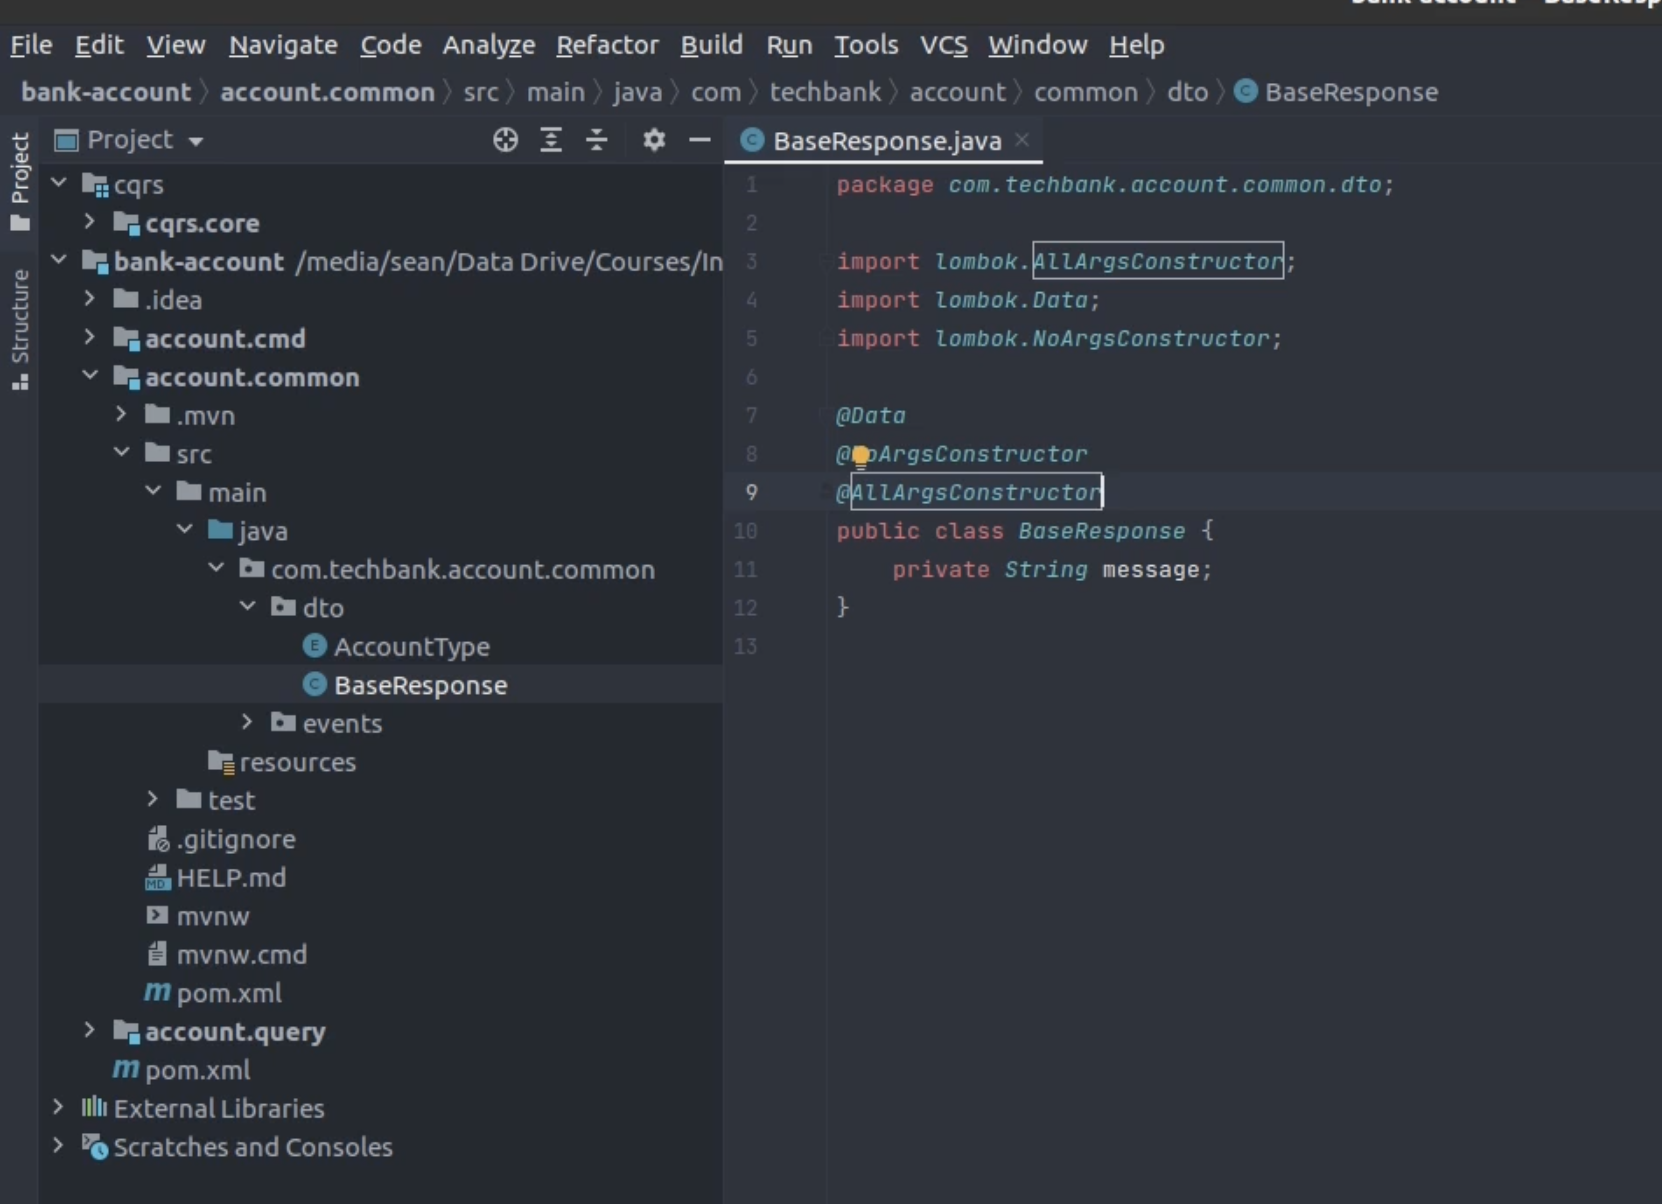 File Edit View Navigate Code Analyze Refactor Build Run Tools VCS Window Help
bank-account account.common src main java com techbank account common dto BaseResponse
Project
Structure
Project
cqrs
cqrs.core
bank-account /media/sean/Data Drive/Courses/In
.idea
account.cmd
account.common
.mvn
src
main
java
com.techbank.account.common
dto
AccountType
BaseResponse
events
resources
test
.gitignore
HELP.md
mvnw
mvnw.cmd
pom.xml
account.query
pom.xml
External Libraries
Scratches and Consoles
BaseResponse.java
1 package com.techbank.account.common.dto;
2
3 import lombok.AllArgsConstructor;
4 import lombok.Data;
5 import lombok.NoArgsConstructor;
6
7 @Data
8 @NoArgsConstructor
9 @AllArgsConstructor
10 public class BaseResponse {
11 private String message;
12 }
13